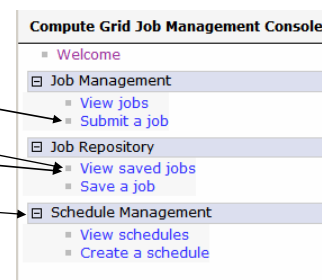 Compute Grid Job Management Console
Welcome
Job Management
View jobs
Submit a job
Job Repository
View saved jobs
Save a job
Schedule Management
View schedules
Create a schedule